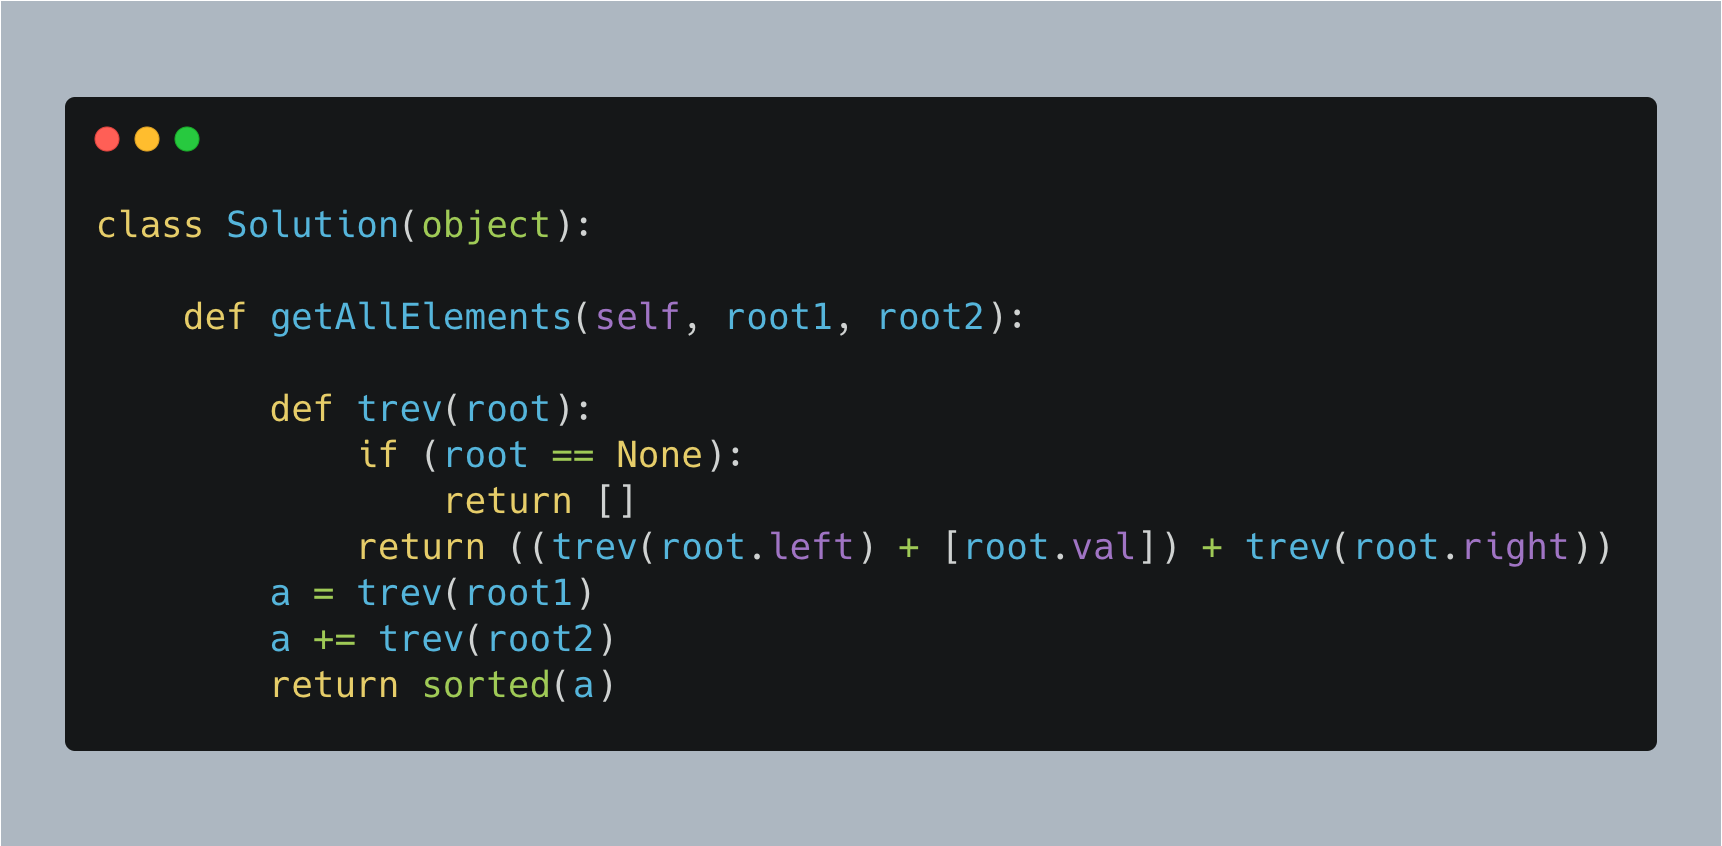 class Solution(object):
    def getAllElements(self, root1, root2):
        def trev(root):
            if (root == None):
                return []
            return ((trev(root.left) + [root.val]) + trev(root.right))
        a = trev(root1)
        a += trev(root2)
        return sorted(a)